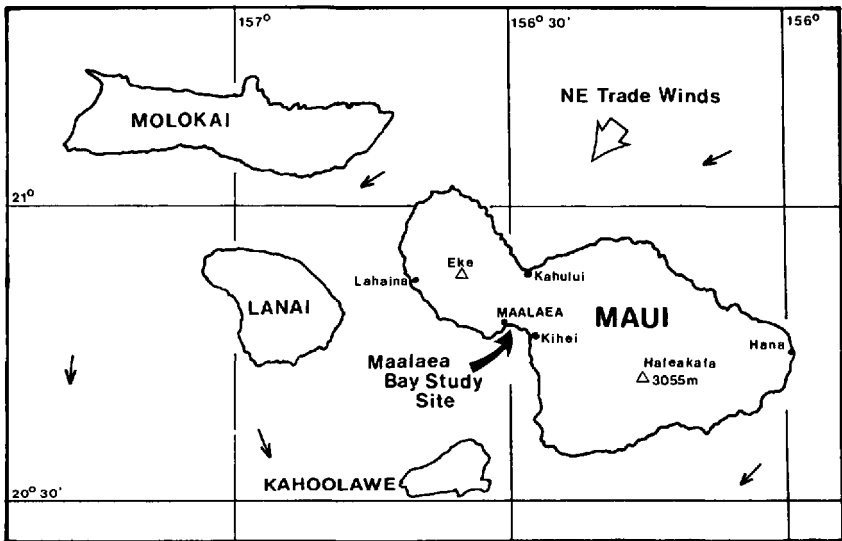 157°
156° 30'
156°
NE Trade Winds
MOLOKAI
21°
Eke
Lahaina
Kahului
LANAI
MAALAEA
MAUI
Kihei
Hana
Maalaea
Bay Study
Site
Haleakala
3055m
KAHOOLAWE
20° 30'